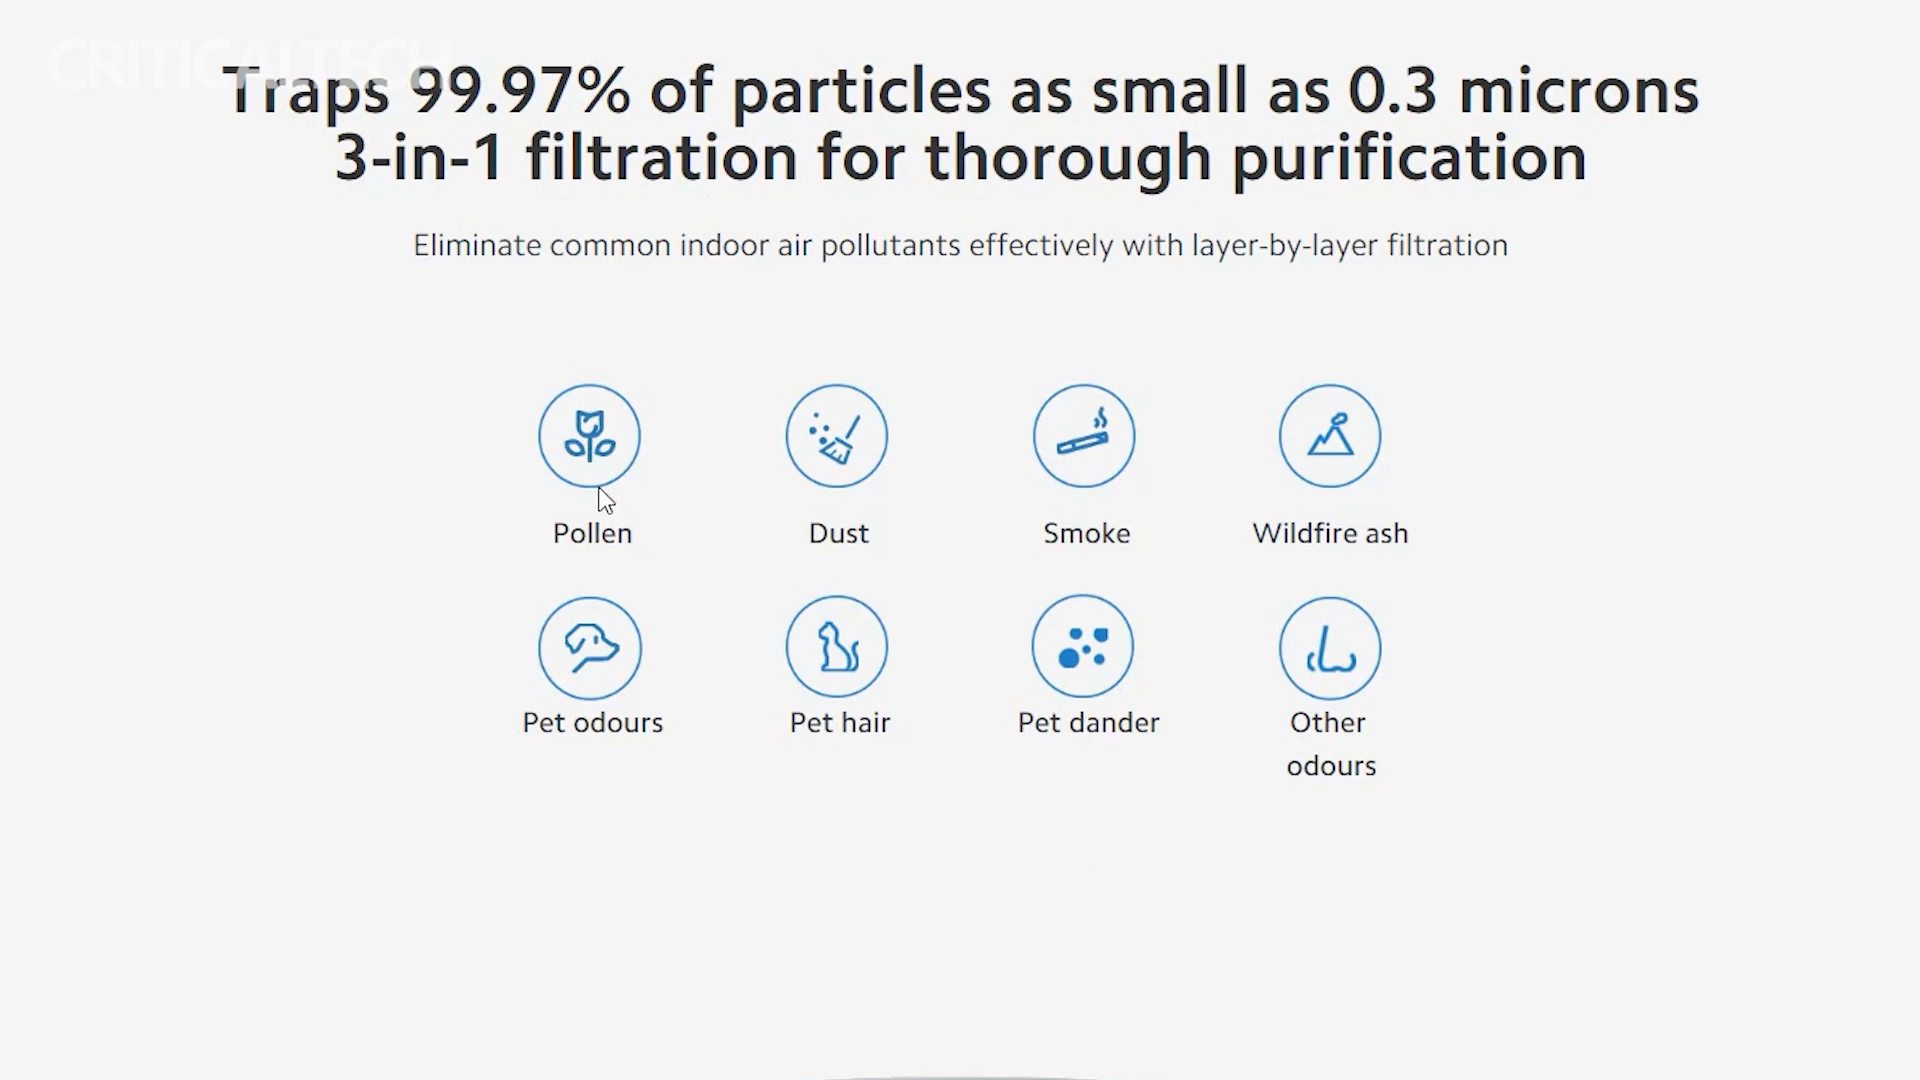 CRITICALTECH
Traps 99.97% of particles as small as 0.3 microns
3-in-1 filtration for thorough purification
Eliminate common indoor air pollutants effectively with layer-by-layer filtration
Pollen
Dust
Smoke
Wildfire ash
Pet odours
Pet hair
Pet dander
Other
odours